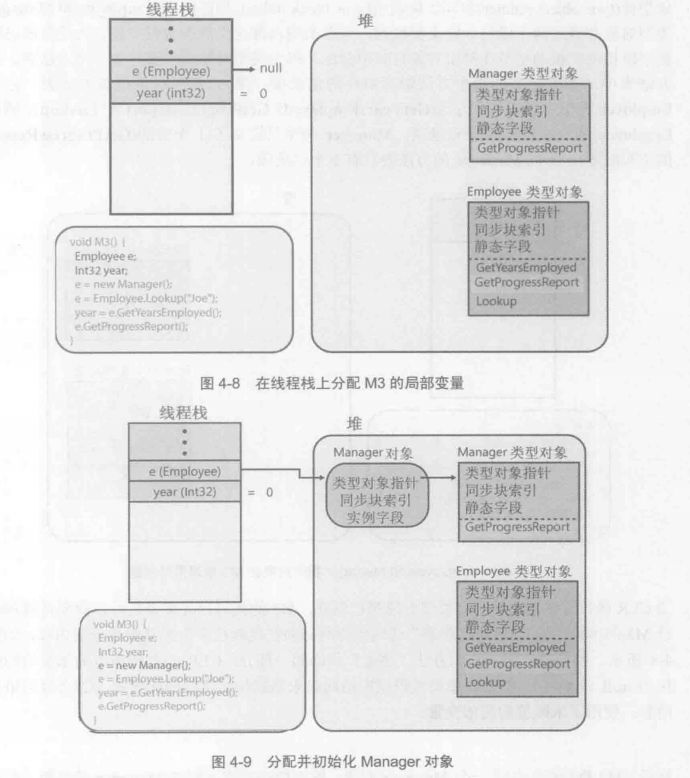 线程栈
堆
e (Employee)
null
year (Int32)
= 0
Manager 类型对象
类型对象指针
同步块索引
静态字段
GetProgressReport
Employee 类型对象
类型对象指针
同步块索引
静态字段
GetYearsEmployed
GetProgressReport
Lookup
void M3() {
Employee e;
Int32 year;
e = new Manager();
e = Employee.Lookup("Joe");
year = e.GetYearsEmployed();
e.GetProgressReport();
}
图 4-8 在线程栈上分配 M3 的局部变量
线程栈
堆
e (Employee)
year (Int32)
= 0
Manager 对象
类型对象指针
同步块索引
实例字段
Manager 类型对象
类型对象指针
同步块索引
静态字段
GetProgressReport
Employee 类型对象
类型对象指针
同步块索引
静态字段
GetYearsEmployed
GetProgressReport
Lookup
void M3() {
Employee e;
Int32 year;
e = new Manager();
e = Employee.Lookup("Joe");
year = e.GetYearsEmployed();
e.GetProgressReport();
}
图 4-9 分配并初始化 Manager 对象